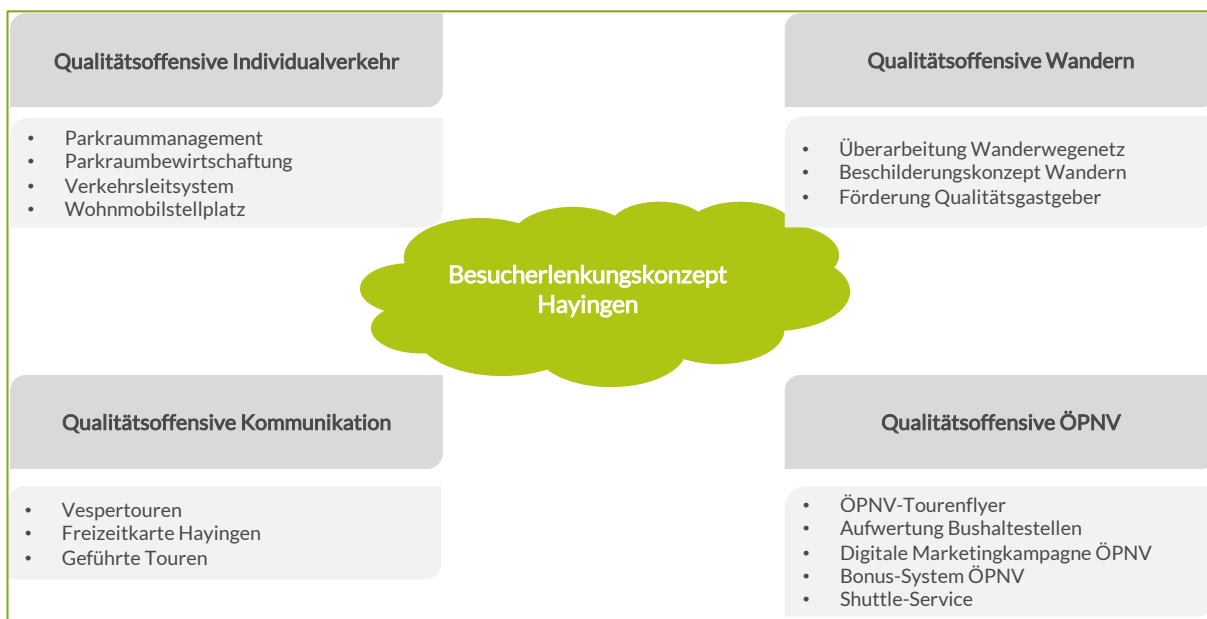 Qualitätsoffensive Individualverkehr
• Parkraummanagement
• Parkraumbewirtschaftung
• Verkehrsleitsystem
• Wohnmobilstellplatz
Qualitätsoffensive Wandern
• Überarbeitung Wanderwegenetz
• Beschilderungskonzept Wandern
• Förderung Qualitätsgastgeber
Besucherlenkungskonzept
Hayingen
Qualitätsoffensive Kommunikation
• Vespertouren
• Freizeitkarte Hayingen
• Geführte Touren
Qualitätsoffensive ÖPNV
• ÖPNV-Tourenflyer
• Aufwertung Bushaltestellen
• Digitale Marketingkampagne ÖPNV
• Bonus-System ÖPNV
• Shuttle-Service